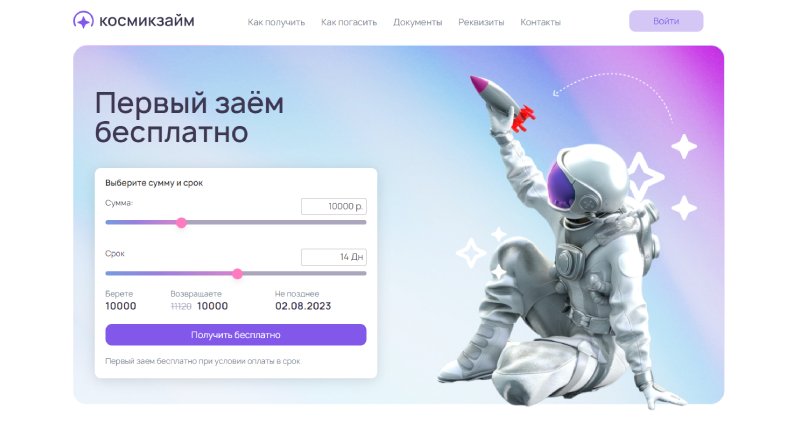 космикзайм
Как получить Как погасить Документы Реквизиты Контакты
Войти
Первый заём
бесплатно
Выберите сумму и срок
Сумма:
10000 р.
Срок
14 Дн
Берете Возвращаете Не позднее
10000 11120 10000 02.08.2023
Получить бесплатно
Первый заем бесплатно при условии оплаты в срок